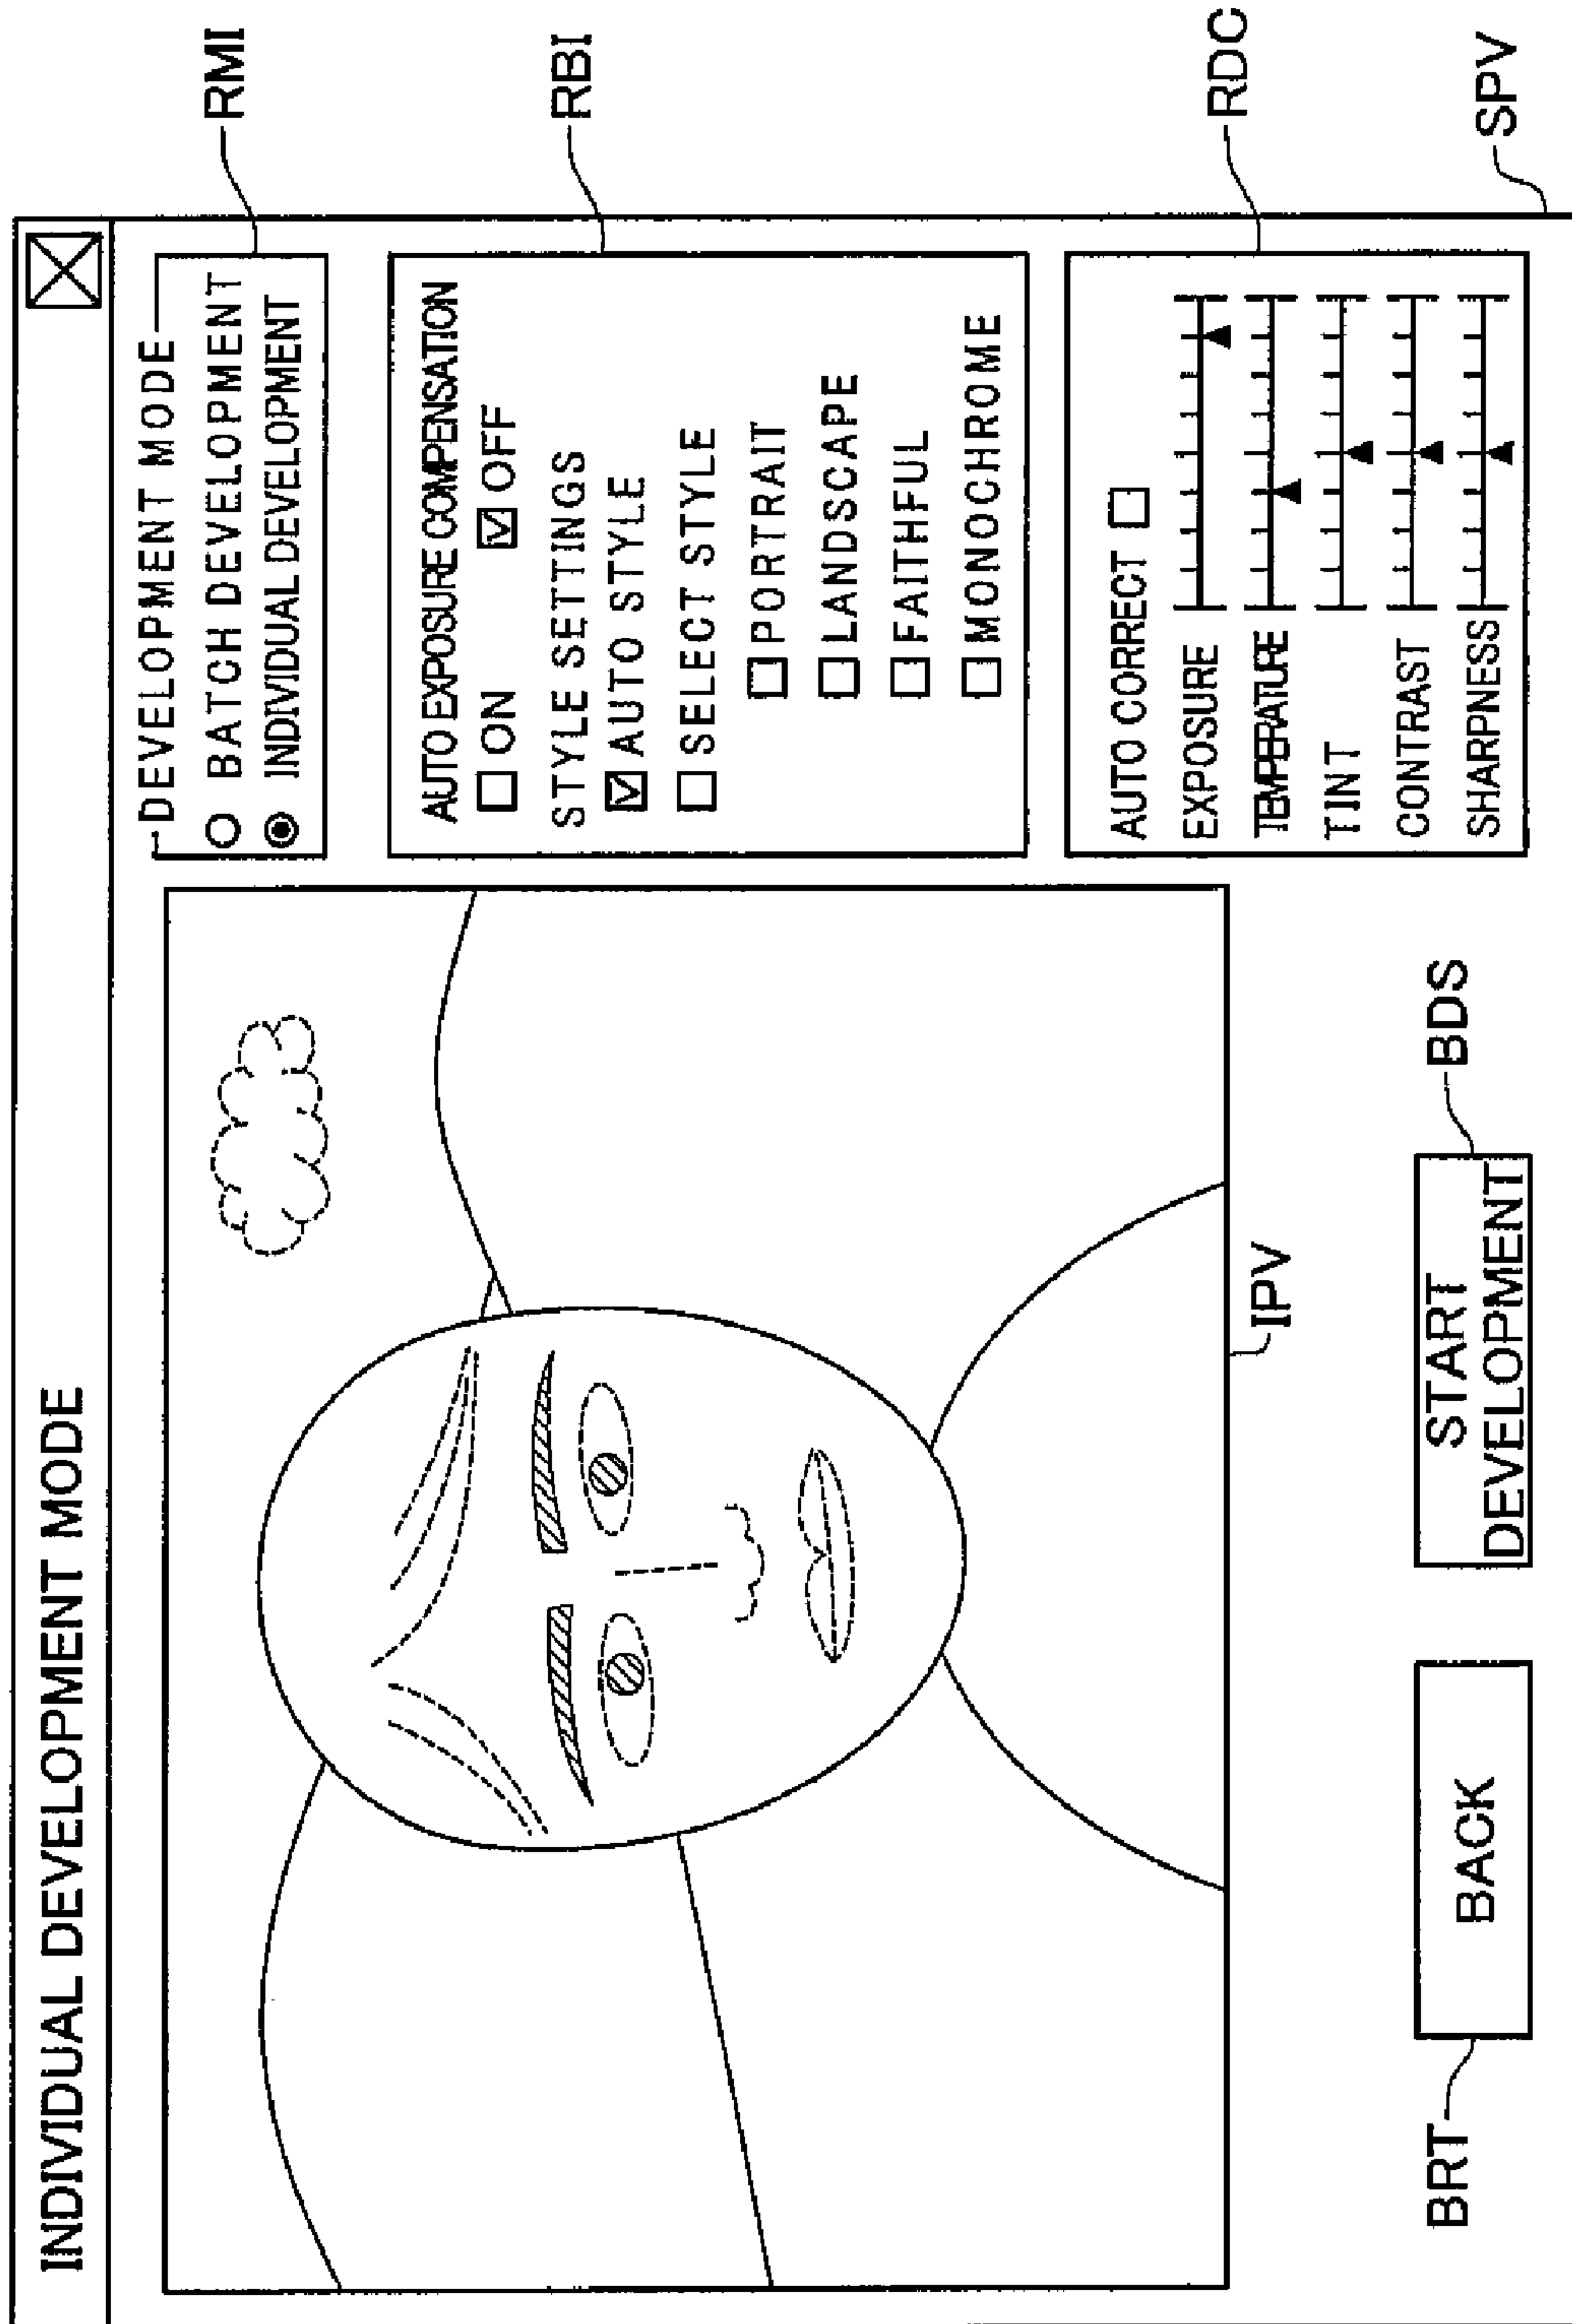 INDIVIDUAL DEVELOPMENT MODE
DEVELOPMENT MODE
BATCH DEVELOPMENT
INDIVIDUAL DEVELOPMENT
RMI
AUTO EXPOSURE COMPENSATION
ON OFF
STYLE SETTINGS
AUTO STYLE
SELECT STYLE
PORTRAIT
LANDSCAPE
FAITHFUL
MONOCHROME
RBI
AUTO CORRECT
EXPOSURE
TEMPERATURE
TINT
CONTRAST
SHARPNESS
RDC
SPV
IPV
BRT
BACK
START
DEVELOPMENT
BDS